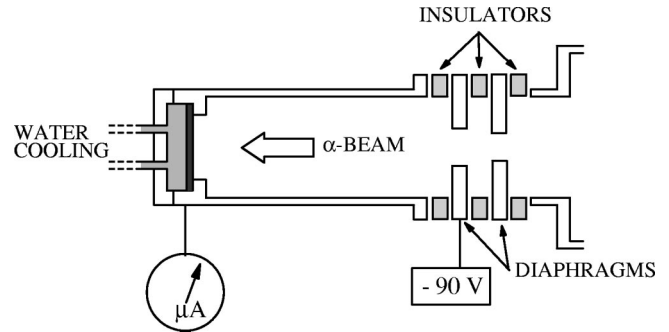 INSULATORS
WATER
COOLING
α-BEAM
DIAPHRAGMS
- 90 V
μA